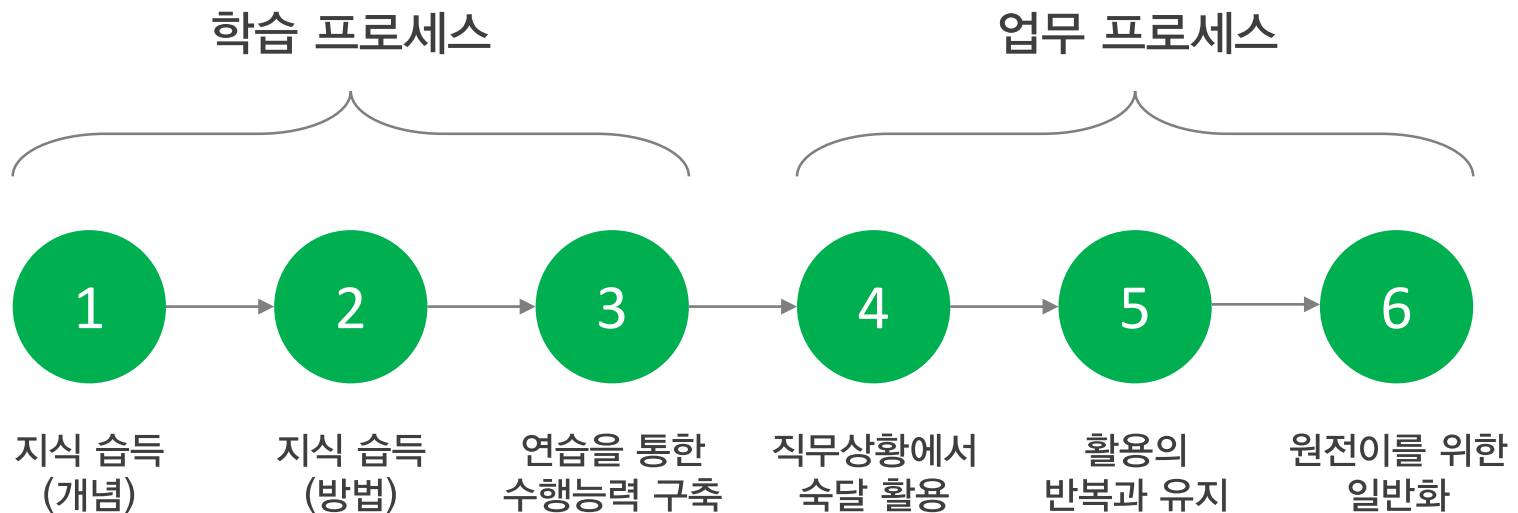 학습 프로세스
업무 프로세스
1
2
3
4
5
6
지식 습득
(개념)
지식 습득
(방법)
연습을 통한
수행능력 구축
직무상황에서
숙달 활용
활용의
반복과 유지
원전이를 위한
일반화